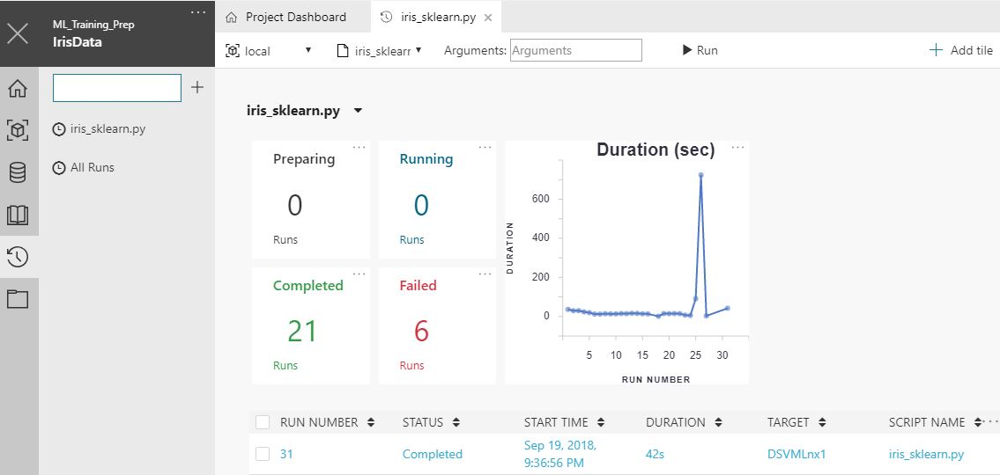 ML_Training_Prep
IrisData
Project Dashboard
iris_sklearn.py
local
iris_sklearr
Arguments:
Arguments
Run
Add tile
iris_sklearn.py
All Runs
iris_sklearn.py
Preparing
0
Runs
Running
0
Runs
Completed
21
Runs
Failed
6
Runs
Duration (sec)
DURATION
600
400
200
0
5 10 15 20 25 30
RUN NUMBER
RUN NUMBER STATUS START TIME DURATION TARGET SCRIPT NAME
31 Completed Sep 19, 2018, 42s DSVMLnx1 iris_sklearn.py
9:36:56 PM